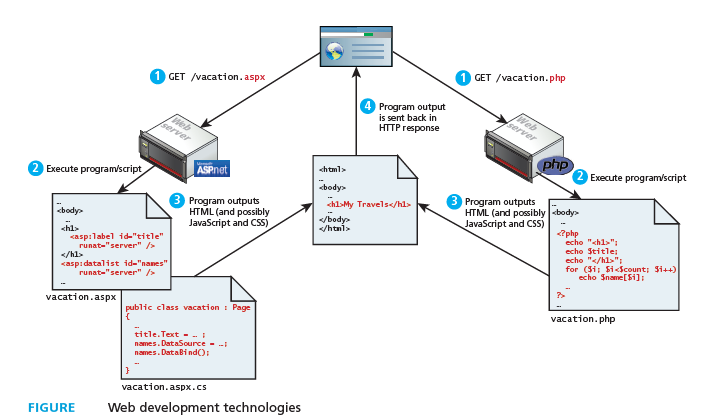 1 GET /vacation.aspx
1 GET /vacation.php
Web
server
Microsoft
ASP.net
4 Program output
is sent back in
HTTP response
Web
server
php
2 Execute program/script
2 Execute program/script
3 Program outputs
HTML (and possibly
JavaScript and CSS)
<html>
…
<body>
…
<h1>My Travels</h1>
…
</body>
</html>
3 Program outputs
HTML (and possibly
JavaScript and CSS)
…
<body>
…
<h1>
<asp:label id="title"
runat="server" />
</h1>
<asp:datalist id="names"
runat="server" />
…
vacation.aspx
public class vacation : Page
{
…
title.Text = … ;
names.DataSource = …;
names.DataBind();
…
}
vacation.aspx.cs
…
<body>
…
<?php
echo "<h1>";
echo $title;
echo "</h1>";
for ($i; $i<$count; $i++)
echo $name[$i];
…
?>
…
vacation.php
FIGURE Web development technologies